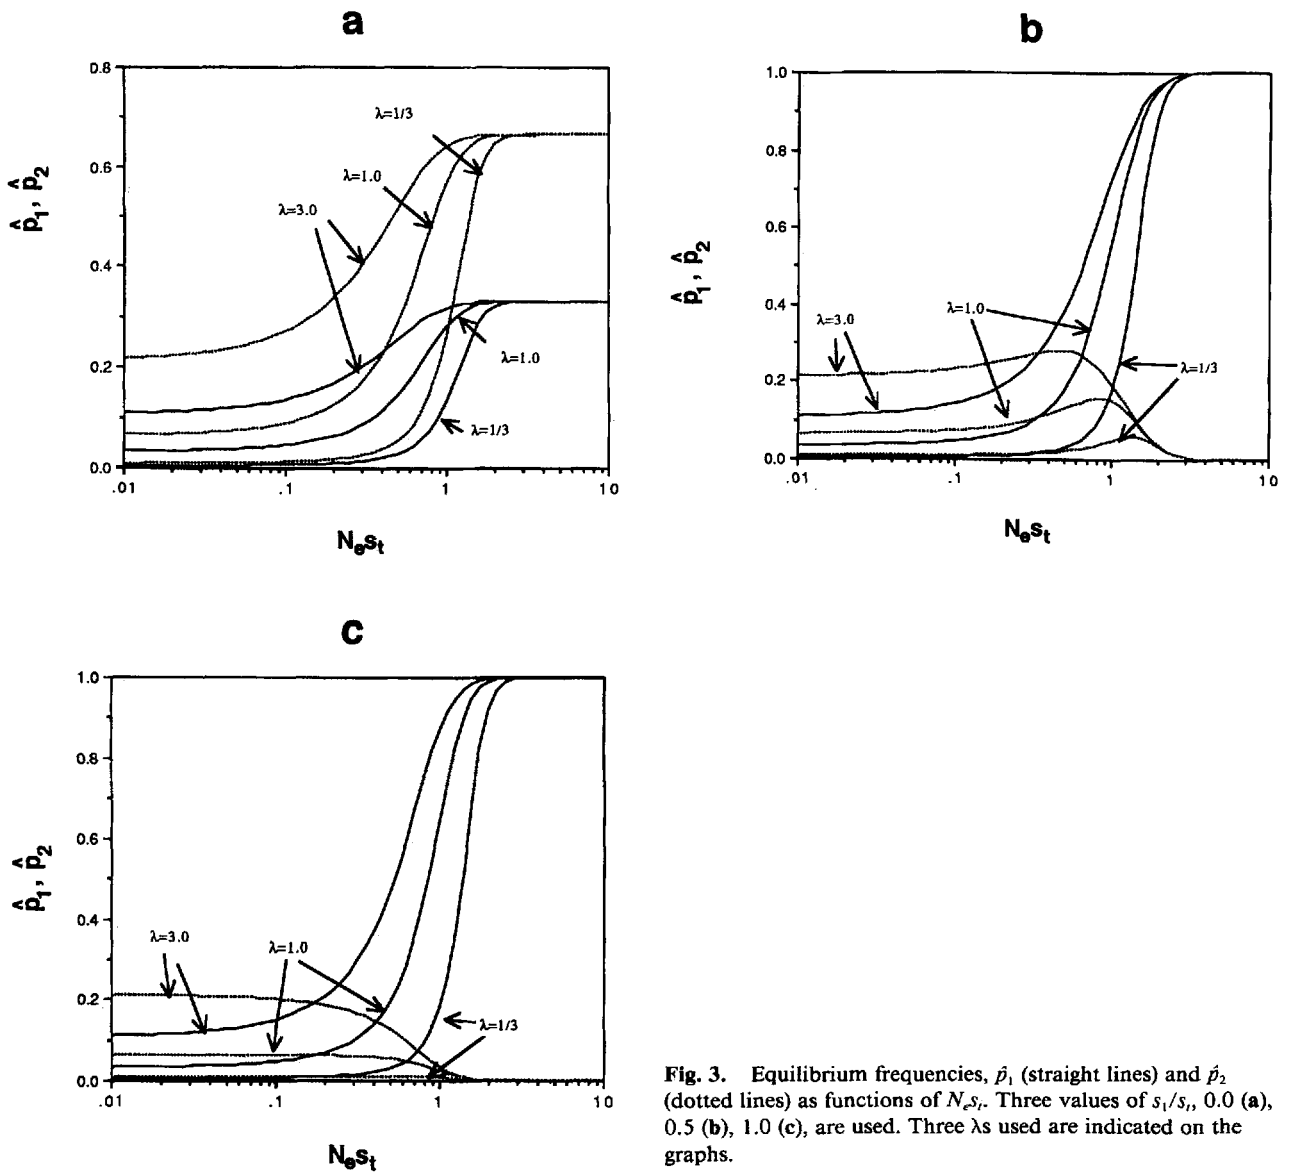 a
0.8
0.6
0.4
0.2
0.0
p̂1, p̂2
λ=1/3
λ=1.0
λ=3.0
λ=1.0
λ=1/3
.01 .1 1 10
Nest
b
1.0
0.8
0.6
0.4
0.2
0.0
p̂1, p̂2
λ=3.0
λ=1.0
λ=1/3
.01 .1 1 10
Nest
c
1.0
0.8
0.6
0.4
0.2
0.0
p̂1, p̂2
λ=3.0
λ=1.0
λ=1/3
.01 .1 1 10
Nest
Fig. 3. Equilibrium frequencies, p̂1 (straight lines) and p̂2
(dotted lines) as functions of Nest. Three values of s1/st, 0.0 (a),
0.5 (b), 1.0 (c), are used. Three λs used are indicated on the
graphs.